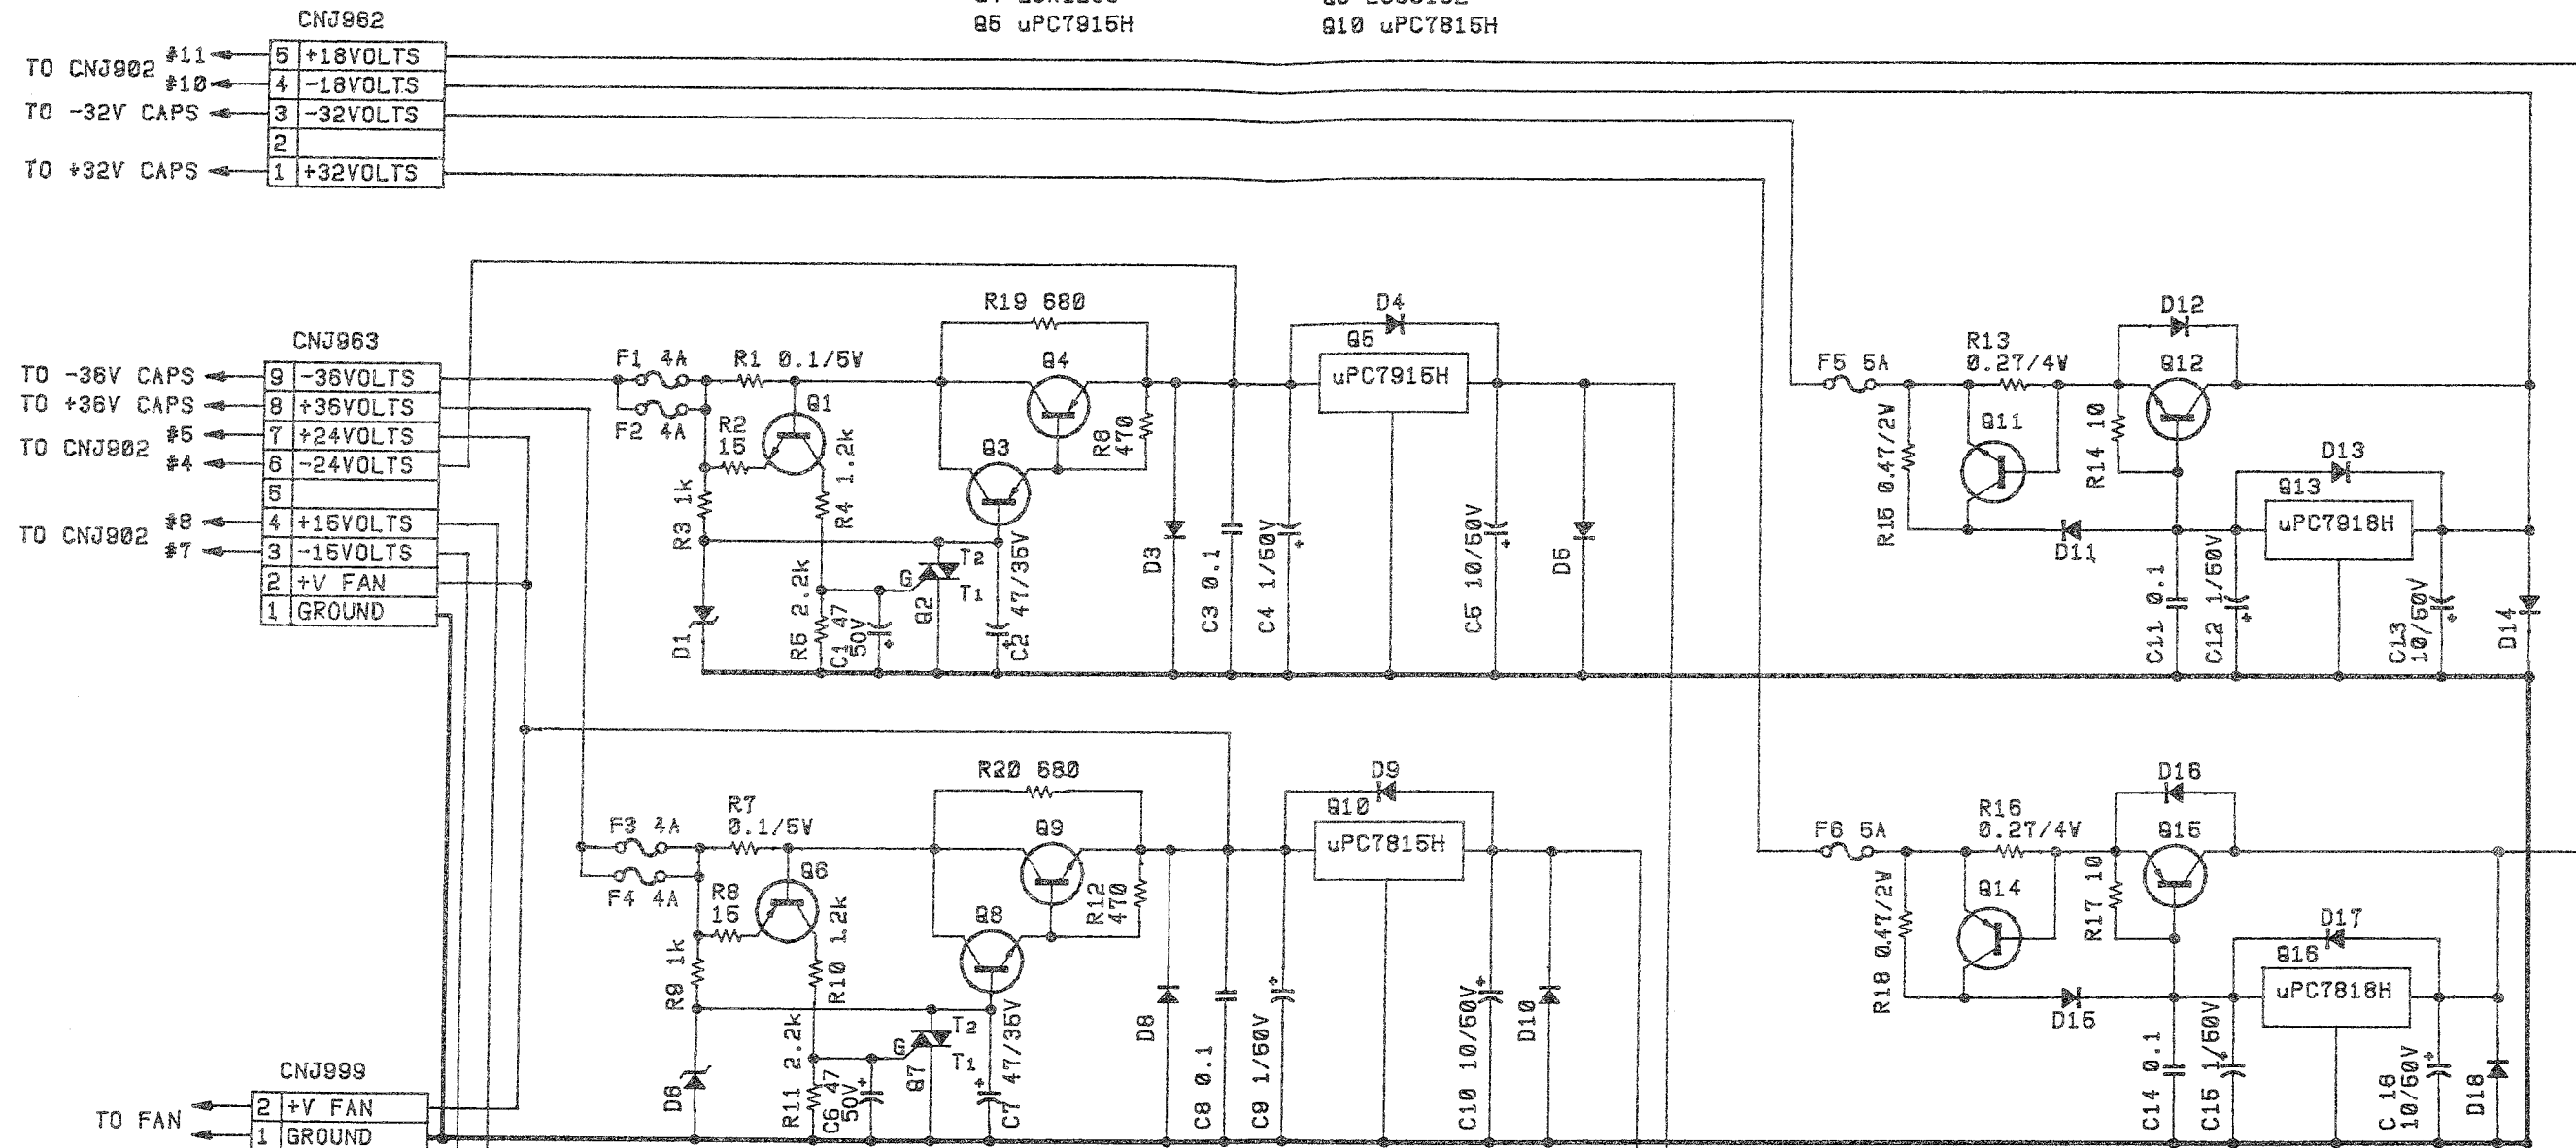 Q5 uPC7915H
Q10 uPC7815H
CNJ962
TO CNJ902 #11 5 +18VOLTS
#10 4 -18VOLTS
TO -32V CAPS 3 -32VOLTS
2
TO +32V CAPS 1 +32VOLTS
CNJ963
TO -36V CAPS 9 -36VOLTS
TO +36V CAPS 8 +36VOLTS
TO CNJ902 #5 7 +24VOLTS
#4 6 -24VOLTS
5
TO CNJ902 #8 4 +15VOLTS
#7 3 -15VOLTS
2 +V FAN
1 GROUND
F1 4A
F2 4A
R1 0.1/5W
R2
15
Q1
R3 1k
R4 1.2k
D1
R5 2.2k
C1 47
50V
G
T2
T1
Q2
C2 47/35V
R19 680
Q4
Q3
R6
470
D3
C3 0.1
C4 1/50V
D4
Q5
uPC7915H
C5 10/50V
D5
F5 5A
R13
0.27/4W
R15 0.47/2W
Q11
R14 10
D12
Q12
D11
D13
Q13
uPC7918H
C11 0.1
C12 1/50V
C13
10/50V
D14
F3 4A
F4 4A
R7
0.1/5W
R8
15
Q6
R9 1k
R10 1.2k
D6
R11 2.2k
C6 47
50V
G
T2
T1
Q7
C7 47/35V
R20 680
Q9
Q8
R12
470
D8
C8 0.1
C9 1/50V
D9
Q10
uPC7815H
C10 10/50V
D10
F6 5A
R16
0.27/4W
R18 0.47/2W
Q14
R17 10
D16
Q15
D15
D17
Q16
uPC7818H
C14 0.1
C15 1/50V
C 16
10/50V
D18
CNJ999
TO FAN 2 +V FAN
1 GROUND